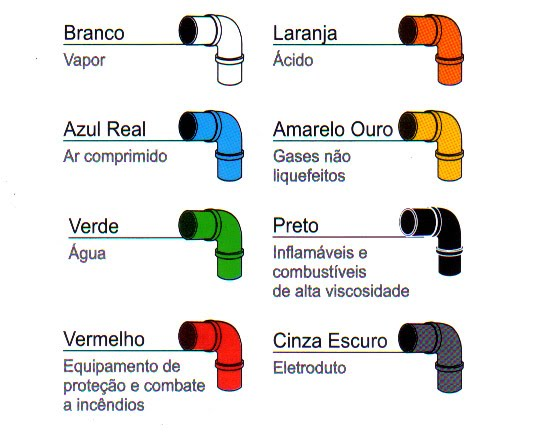 Branco
Vapor
Laranja
Ácido
Azul Real
Ar comprimido
Amarelo Ouro
Gases não
liquefeitos
Verde
Água
Preto
Inflamáveis e
combustíveis
de alta viscosidade
Vermelho
Equipamento de
proteção e combate
a incêndios
Cinza Escuro
Eletroduto